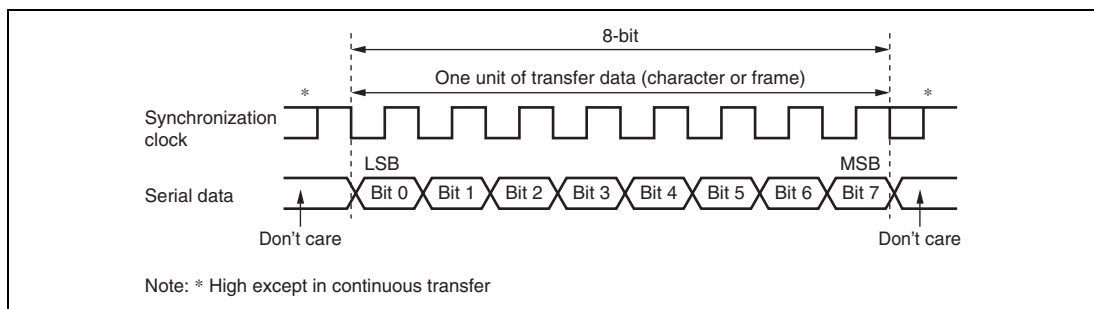 8-bit
One unit of transfer data (character or frame)
*
*
Synchronization
clock
LSB
MSB
Serial data
Bit 0 Bit 1 Bit 2 Bit 3 Bit 4 Bit 5 Bit 6 Bit 7
Don't care
Don't care
Note: * High except in continuous transfer